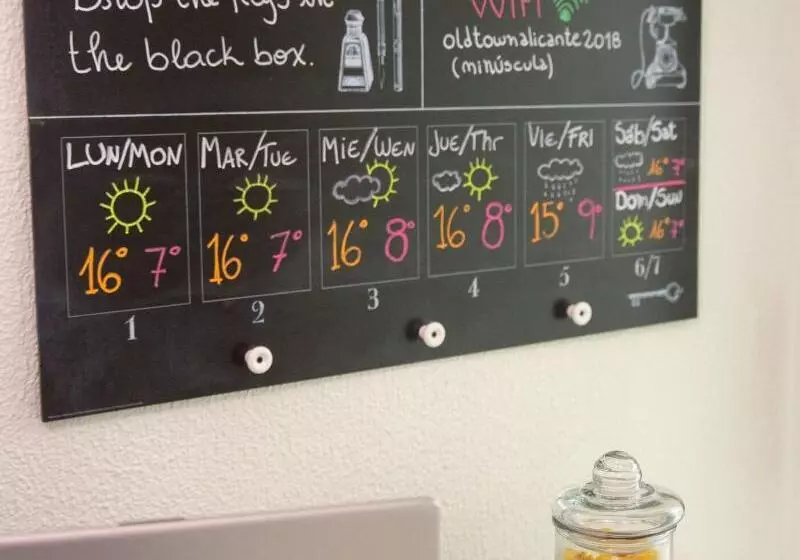 the black box.
WIFI
oldtownalicante2018
(minúscula)
LUN/MON
16° 7°
1
MAR/TUE
16° 7°
2
MIE/WEN
16° 8°
3
JUE/Thr
16° 8°
4
VIE/FRI
15° 9°
5
Sáb/Sat
16° 7°
Dom/Sun
16° 7°
6/7